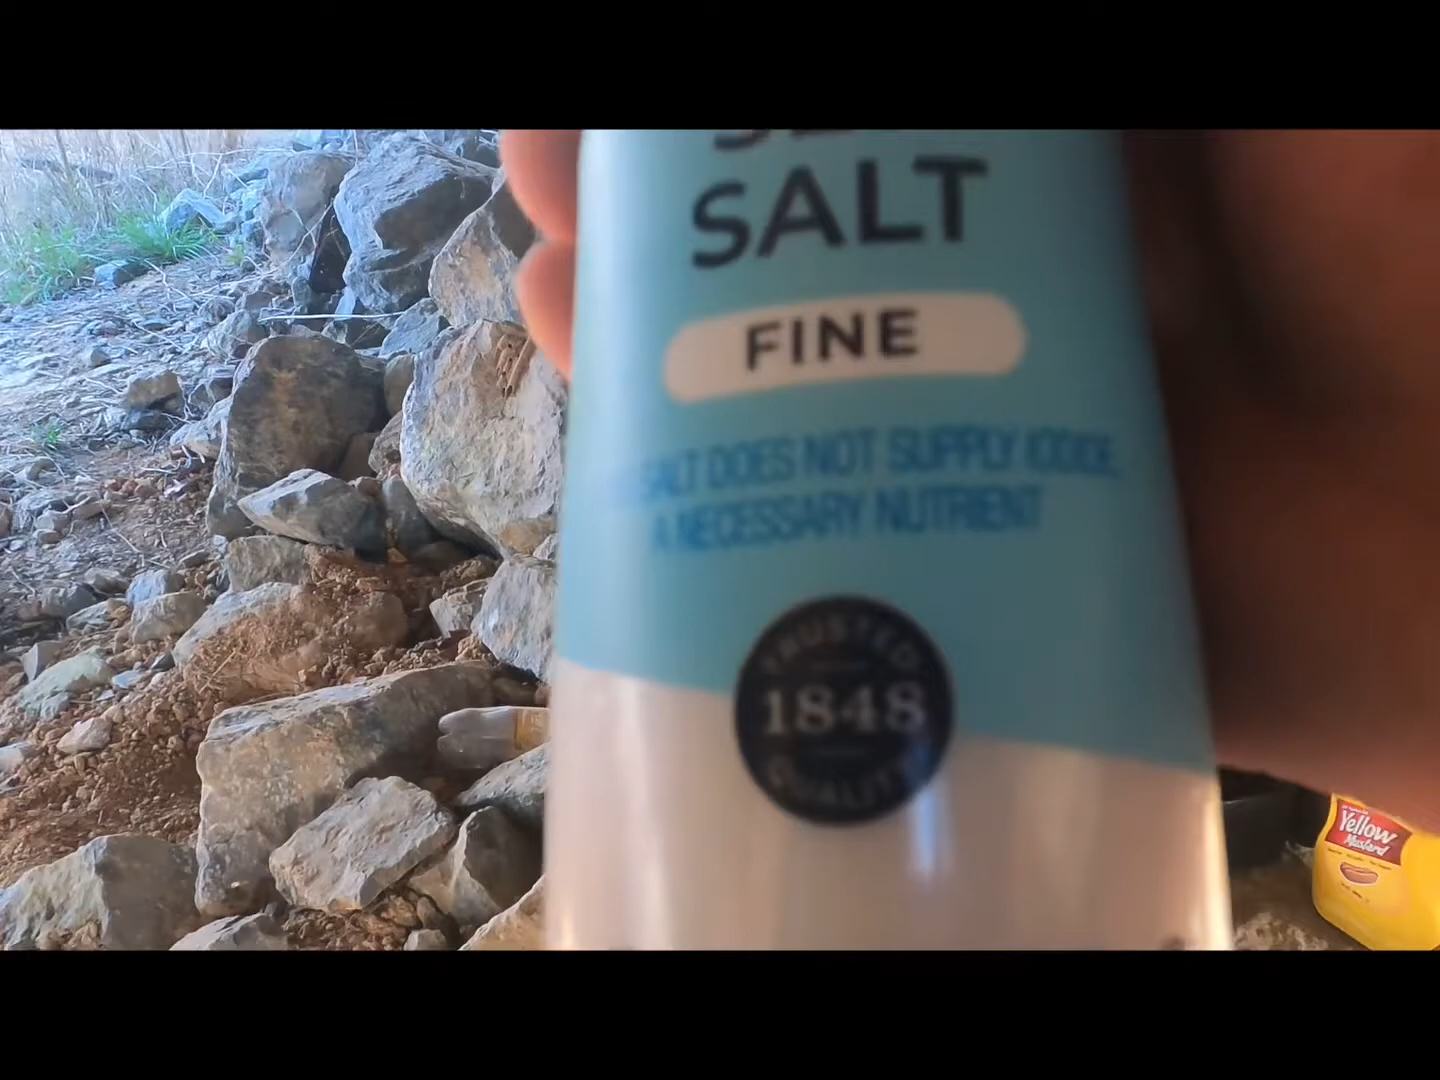 SALT
FINE
SALT DOES NOT SUPPLY IODIDE,
A NECESSARY NUTRIENT
TRUSTED
1848
QUALITY
Yellow
Mustard